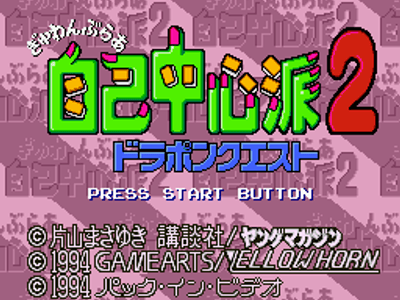 ぎゅわんぶらあ
自己中心派2
ドラポンクエスト
PRESS START BUTTON
©片山まさゆき 講談社/ヤングマガジン
©1994 GAMEARTS/YELLOW HORN
©1994 パック・イン・ビデオ